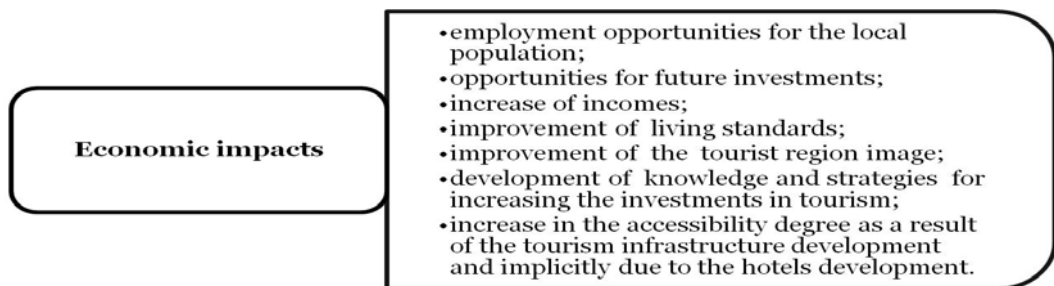 Economic impacts
•employment opportunities for the local
population;
•opportunities for future investments;
•increase of incomes;
•improvement of living standards;
•improvement of the tourist region image;
•development of knowledge and strategies for
increasing the investments in tourism;
•increase in the accessibility degree as a result
of the tourism infrastructure development
and implicitly due to the hotels development.